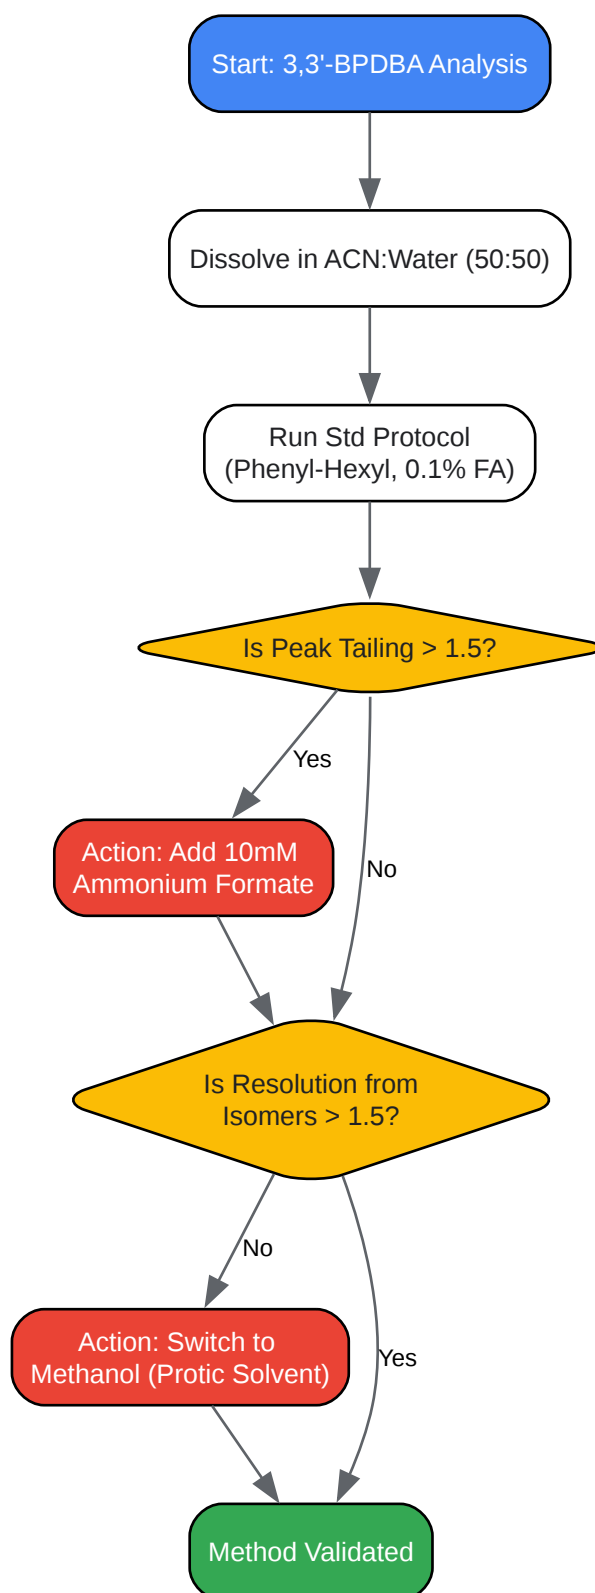 Start: 3,3'-BPDBA Analysis
Dissolve in ACN:Water (50:50)
Run Std Protocol
(Phenyl-Hexyl, 0.1% FA)
Is Peak Tailing > 1.5?
Yes
Action: Add 10mM
Ammonium Formate
No
Is Resolution from
Isomers > 1.5?
No
Action: Switch to
Methanol (Protic Solvent)
Yes
Method Validated